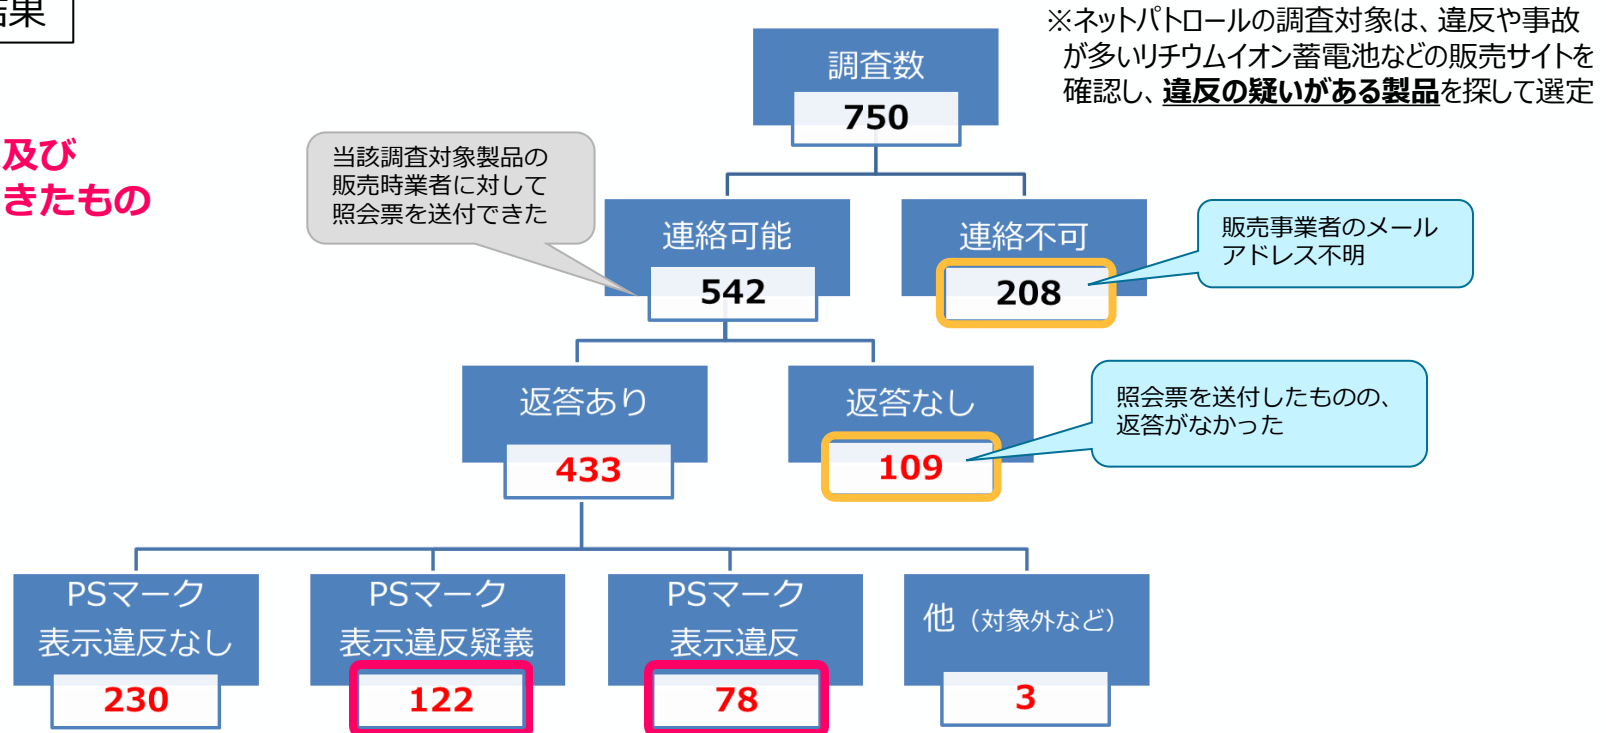 結果
※ネットパトロールの調査対象は、違反や事故
が多いリチウムイオン蓄電池などの販売サイトを
確認し、違反の疑いがある製品を探して選定
調査数
750
及び
きたもの
当該調査対象製品の
販売時業者に対して
照会票を送付できた
連絡可能
542
連絡不可
208
販売事業者のメール
アドレス不明
返答あり
433
返答なし
109
照会票を送付したものの、
返答がなかった
PSマーク
表示違反なし
230
PSマーク
表示違反疑義
122
PSマーク
表示違反
78
他（対象外など）
3